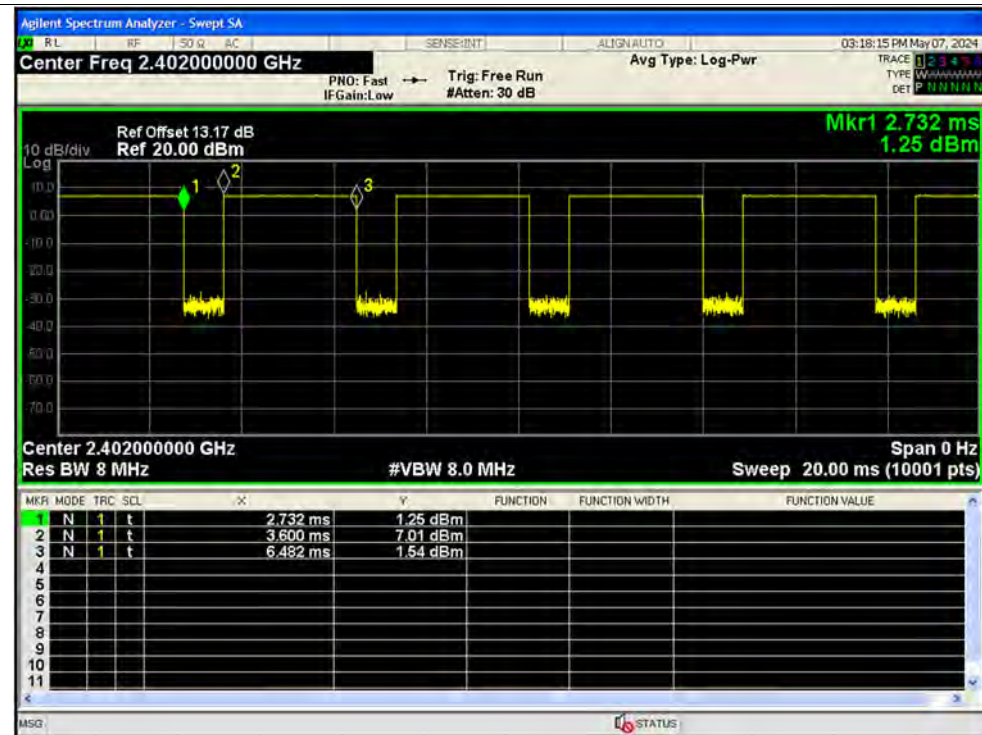 Agilent Spectrum Analyzer - Swept SA
RL RF 50 Ω AC SENSE:INT ALIGN AUTO 03:18:15 PM May 07, 2024
Center Freq 2.402000000 GHz Avg Type: Log-Pwr TRACE 1 2 3 4 5 6
PNO: Fast Trig: Free Run TYPE W
IFGain:Low #Atten: 30 dB DET P N N N N N
Mkr1 2.732 ms
1.25 dBm
Ref Offset 13.17 dB
10 dB/div Ref 20.00 dBm
Log
10.0
0.00
-10.0
-20.0
-30.0
-40.0
-50.0
-60.0
-70.0
1
2
3
Center 2.402000000 GHz Span 0 Hz
Res BW 8 MHz #VBW 8.0 MHz Sweep 20.00 ms (10001 pts)
MKR MODE TRC SCL X Y FUNCTION FUNCTION WIDTH FUNCTION VALUE
1 N 1 t 2.732 ms 1.25 dBm
2 N 1 t 3.600 ms 7.01 dBm
3 N 1 t 6.482 ms 1.54 dBm
4
5
6
7
8
9
10
11
MSG STATUS